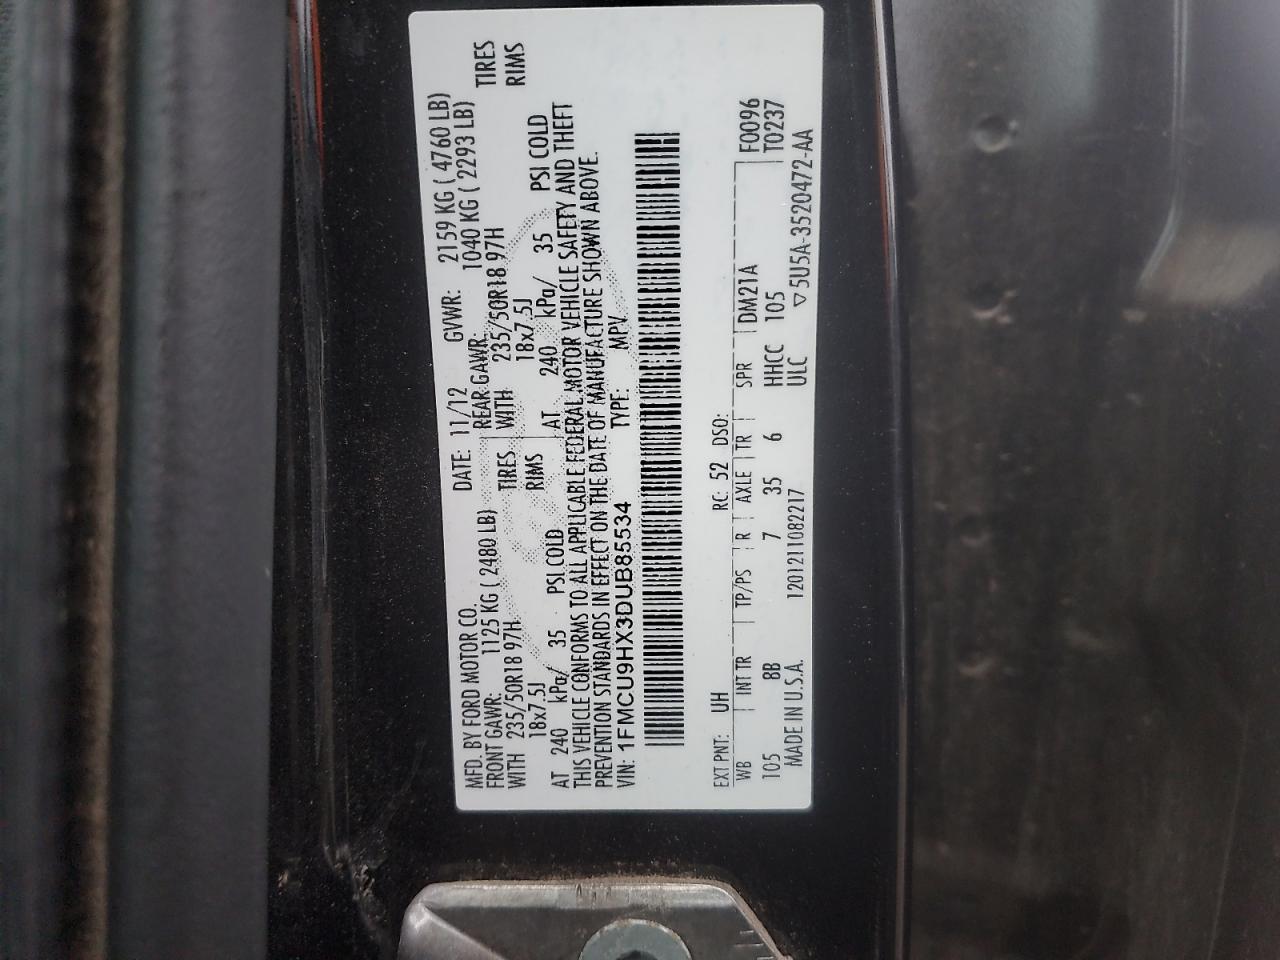 MFD. BY FORD MOTOR CO.
DATE: 11/12 GVWR: 2159 KG ( 4760 LB)
FRONT GAWR: 1125 KG ( 2480 LB) REAR GAWR: 1040 KG ( 2293 LB)
WITH 235/50R18 97H TIRES WITH 235/50R18 97H TIRES
18x7.5J RIMS 18x7.5J RIMS
AT 240 kPa/ 35 PSI COLD AT 240 kPa/ 35 PSI COLD
THIS VEHICLE CONFORMS TO ALL APPLICABLE FEDERAL MOTOR VEHICLE SAFETY AND THEFT
PREVENTION STANDARDS IN EFFECT ON THE DATE OF MANUFACTURE SHOWN ABOVE.
VIN: 1FMCU9HX3DUB85534 TYPE: MPV
EXT PNT: UH RC: 52 DSO: F0096
WB INT TR TP/PS R AXLE TR SPR DM21A T0237
105 8B 7 35 6 HHCC 105
MADE IN U.S.A. 1201211082217 ULC ▽5U5A-3520472-AA